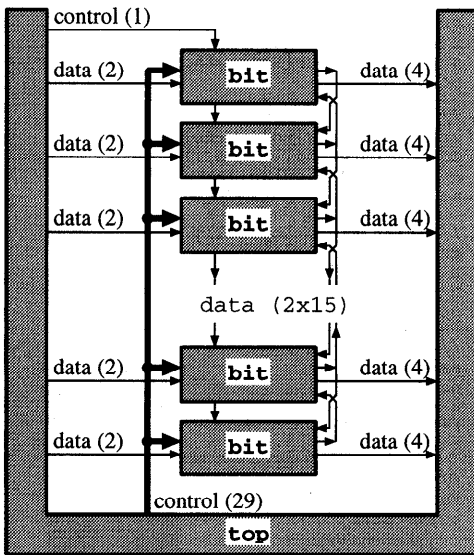 control (1)
bit
data (2)
data (4)
bit
data (2)
data (4)
bit
data (2)
data (4)
data (2x15)
bit
data (2)
data (4)
bit
data (2)
data (4)
control (29)
top